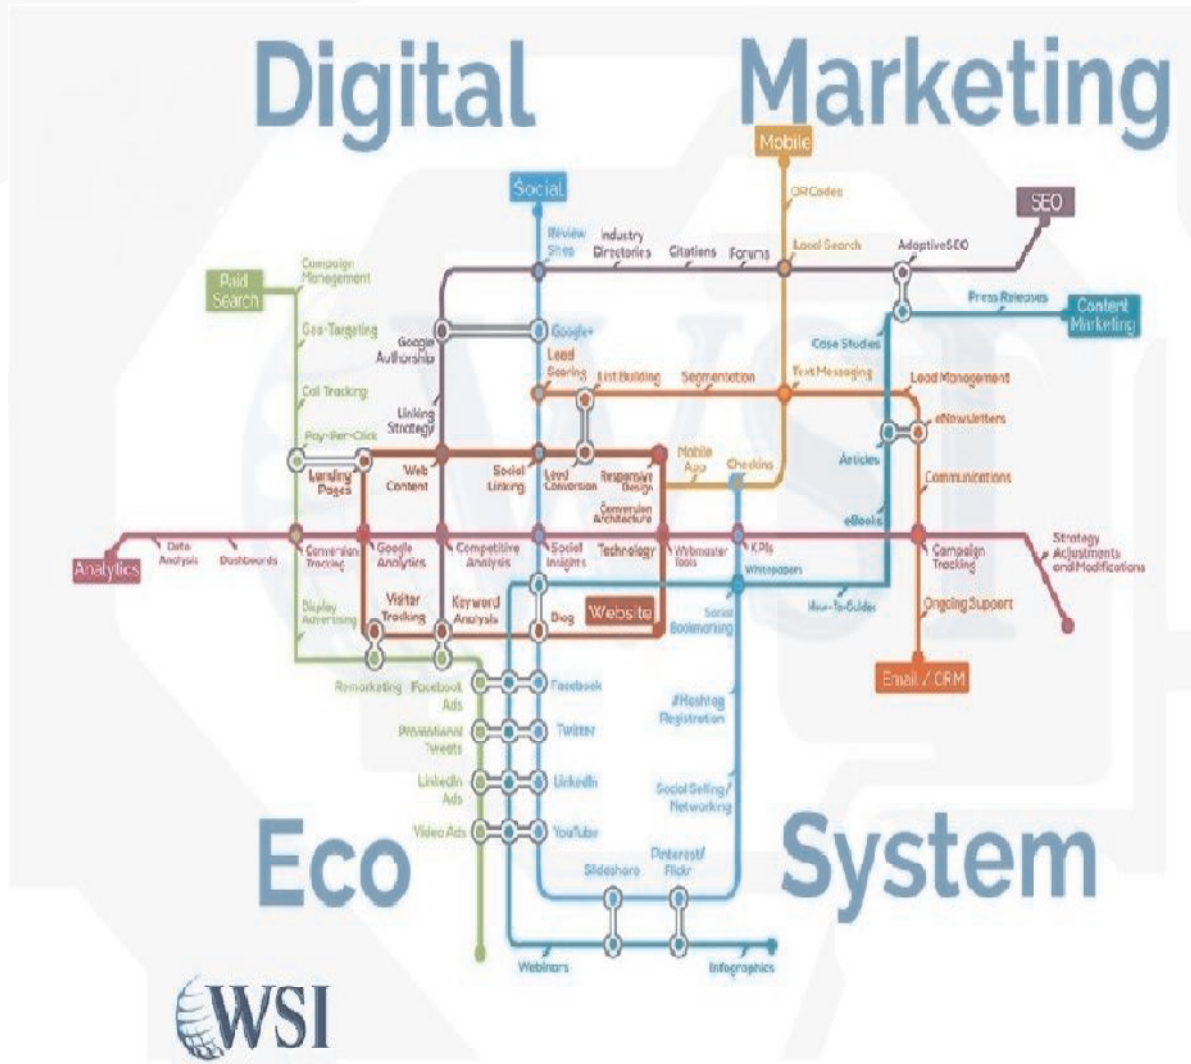 Digital
Marketing
Mobile
Social
QR Codes
SEO
Review
Sites
Industry
Directories
Citations
Forums
Local Search
AdaptiveSEO
Campaign
Management
Paid
Search
Press Releases
Content
Marketing
Geo-Targeting
Google
Authorship
Google+
Case Studies
Lead
Scoring
List Building
Segmentation
Text Messaging
Lead Management
Call Tracking
Linking
Strategy
eNewsletters
Pay-Per-Click
Landing
Pages
Web
Content
Social
Linking
Lead
Conversion
Responsive
Design
Mobile
App
Checkins
Articles
Communications
Conversion
Architecture
eBooks
Analytics
Data
Analysis
Dashboards
Conversion
Tracking
Google
Analytics
Competitive
Analysis
Social
Insights
Technology
Webmaster
Tools
KPIs
Campaign
Tracking
Strategy
Adjustments
and Modifications
Whitepapers
How-To-Guides
Ongoing Support
Display
Advertising
Visitor
Tracking
Keyword
Analysis
Blog
Website
Social
Bookmarking
Email / CRM
Remarketing
Facebook
Ads
Facebook
#Hashtag
Registration
Promotional
Tweets
Twitter
LinkedIn
Ads
LinkedIn
Social Selling/
Networking
Video Ads
YouTube
Eco
System
Slideshare
Pinterest/
Flickr
Webinars
Infographics
WSI
WSI